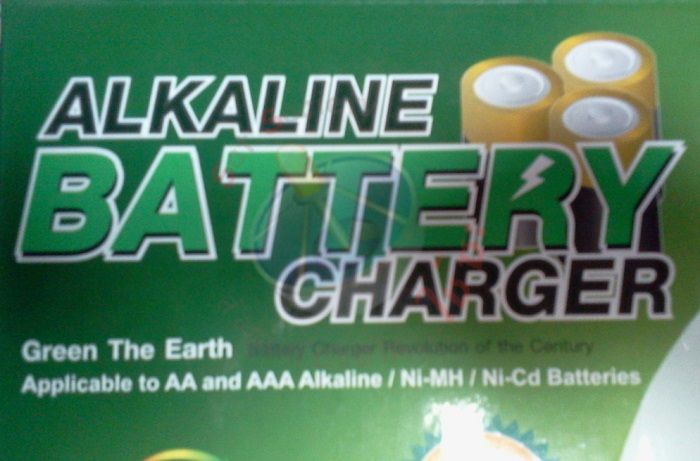 ALKALINE
BATTERY
CHARGER
Green The Earth Battery Charger Revolution of the Century
Applicable to AA and AAA Alkaline / Ni-MH / Ni-Cd Batteries